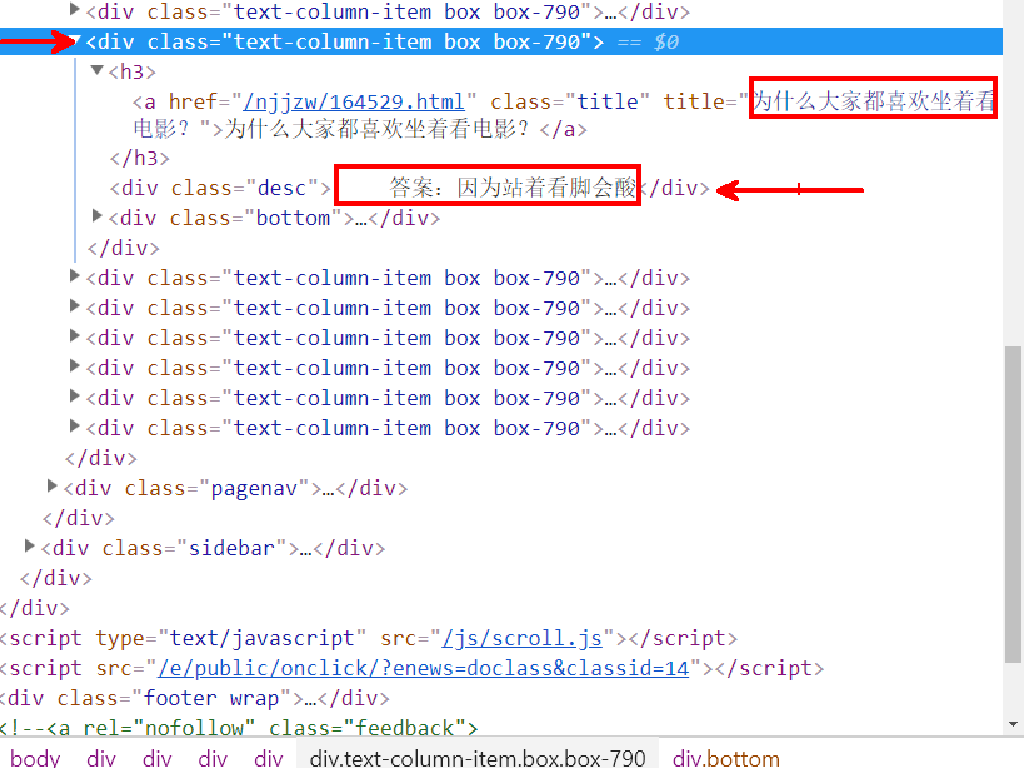 <div class="text-column-item box box-790">…</div>
<div class="text-column-item box box-790"> == $0
<h3>
<a href="/njjzw/164529.html" class="title" title="为什么大家都喜欢坐着看
电影？">为什么大家都喜欢坐着看电影？</a>
</h3>
<div class="desc"> 答案：因为站着看脚会酸</div>
<div class="bottom">…</div>
</div>
<div class="text-column-item box box-790">…</div>
<div class="text-column-item box box-790">…</div>
<div class="text-column-item box box-790">…</div>
<div class="text-column-item box box-790">…</div>
<div class="text-column-item box box-790">…</div>
<div class="text-column-item box box-790">…</div>
</div>
<div class="pagenav">…</div>
</div>
<div class="sidebar">…</div>
</div>
</div>
<script type="text/javascript" src="/js/scroll.js"></script>
<script src="/e/public/onclick/?enews=doclass&classid=14"></script>
<div class="footer wrap">…</div>
<!--<a rel="nofollow" class="feedback">
body div div div div div.text-column-item.box.box-790 div.bottom